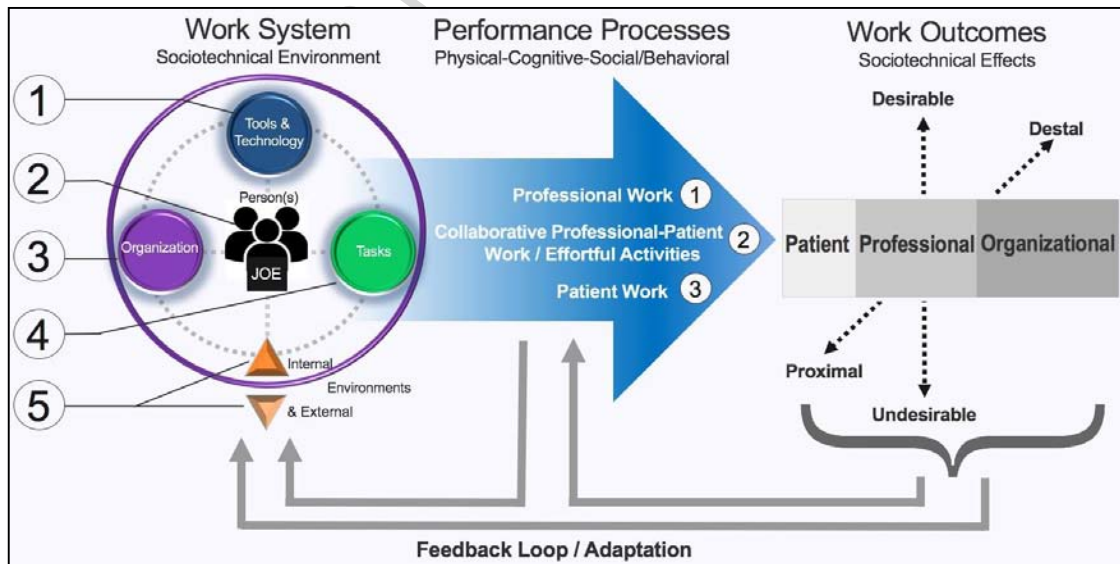 Work System
Sociotechnical Environment
1
2
3
4
5
Tools &
Technology
Person(s)
JOE
Organization
Tasks
Internal
Environments
& External
Performance Processes
Physical-Cognitive-Social/Behavioral
Professional Work 1
Collaborative Professional-Patient
Work / Effortful Activities
2
Patient Work 3
Work Outcomes
Sociotechnical Effects
Desirable
Destal
Patient Professional Organizational
Proximal
Undesirable
Feedback Loop / Adaptation